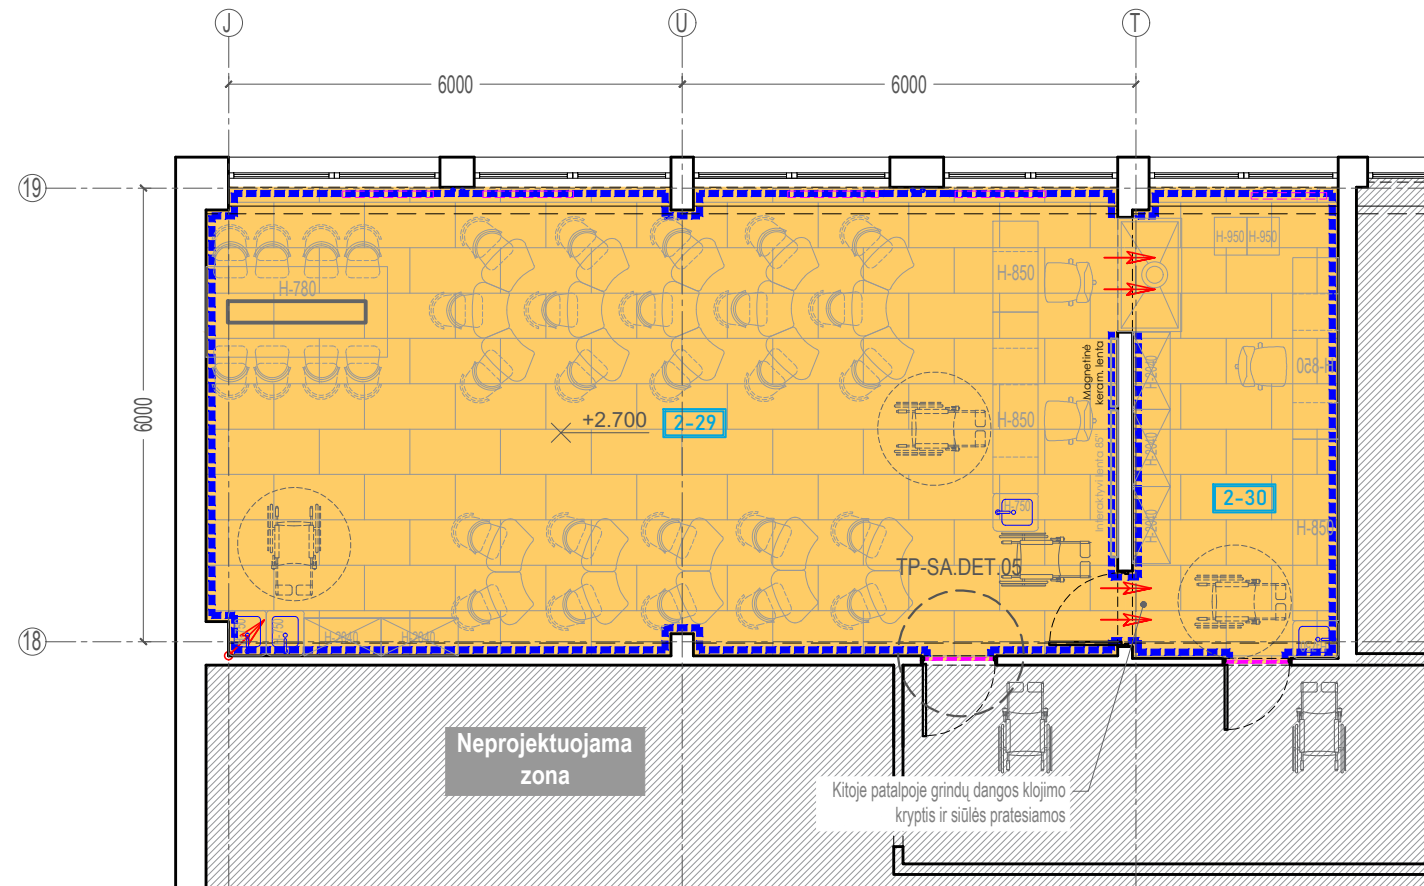 J
U
T
6000
6000
19
H-950
H-950
H-850
H-780
6000
Magnetinė
keram. lenta
H-2040
H-850
+2.700
2-29
H-850
Interaktyvi lenta 85"
H-2040
2-30
H-750
H-2040
H-850
TP-SA.DET.05
18
H-2040
H-2040
Neprojektuojama
zona
Kitoje patalpoje grindų dangos klojimo
kryptis ir siūlės pratesiamos